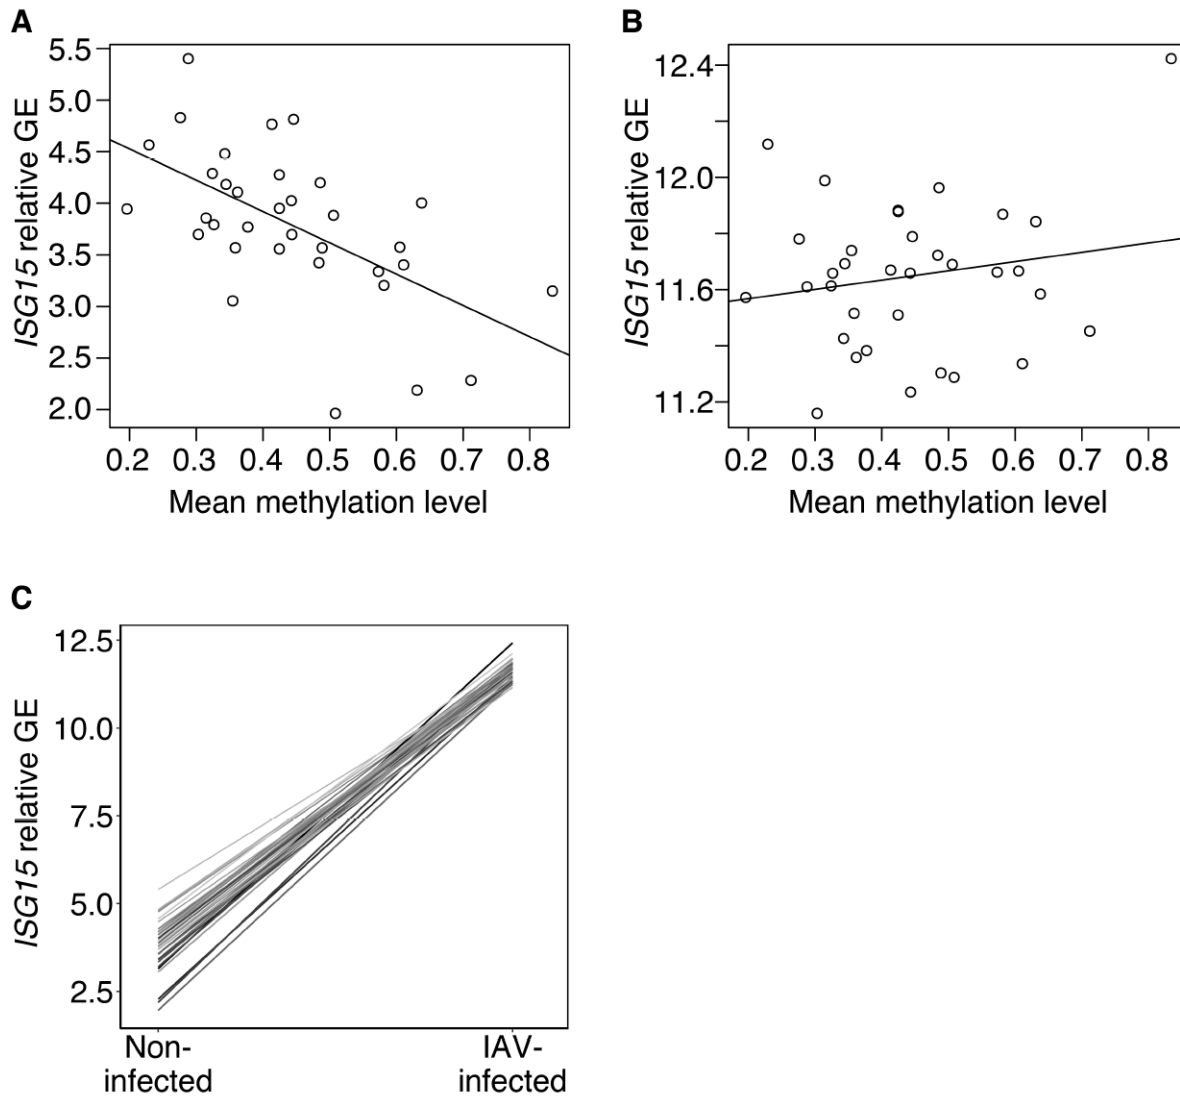 A
ISG15 relative GE
5.5
5.0
4.5
4.0
3.5
3.0
2.5
2.0
0.2 0.3 0.4 0.5 0.6 0.7 0.8
Mean methylation level
B
ISG15 relative GE
12.4
12.0
11.6
11.2
0.2 0.3 0.4 0.5 0.6 0.7 0.8
Mean methylation level
C
ISG15 relative GE
12.5
10.0
7.5
5.0
2.5
Non-
infected
IAV-
infected